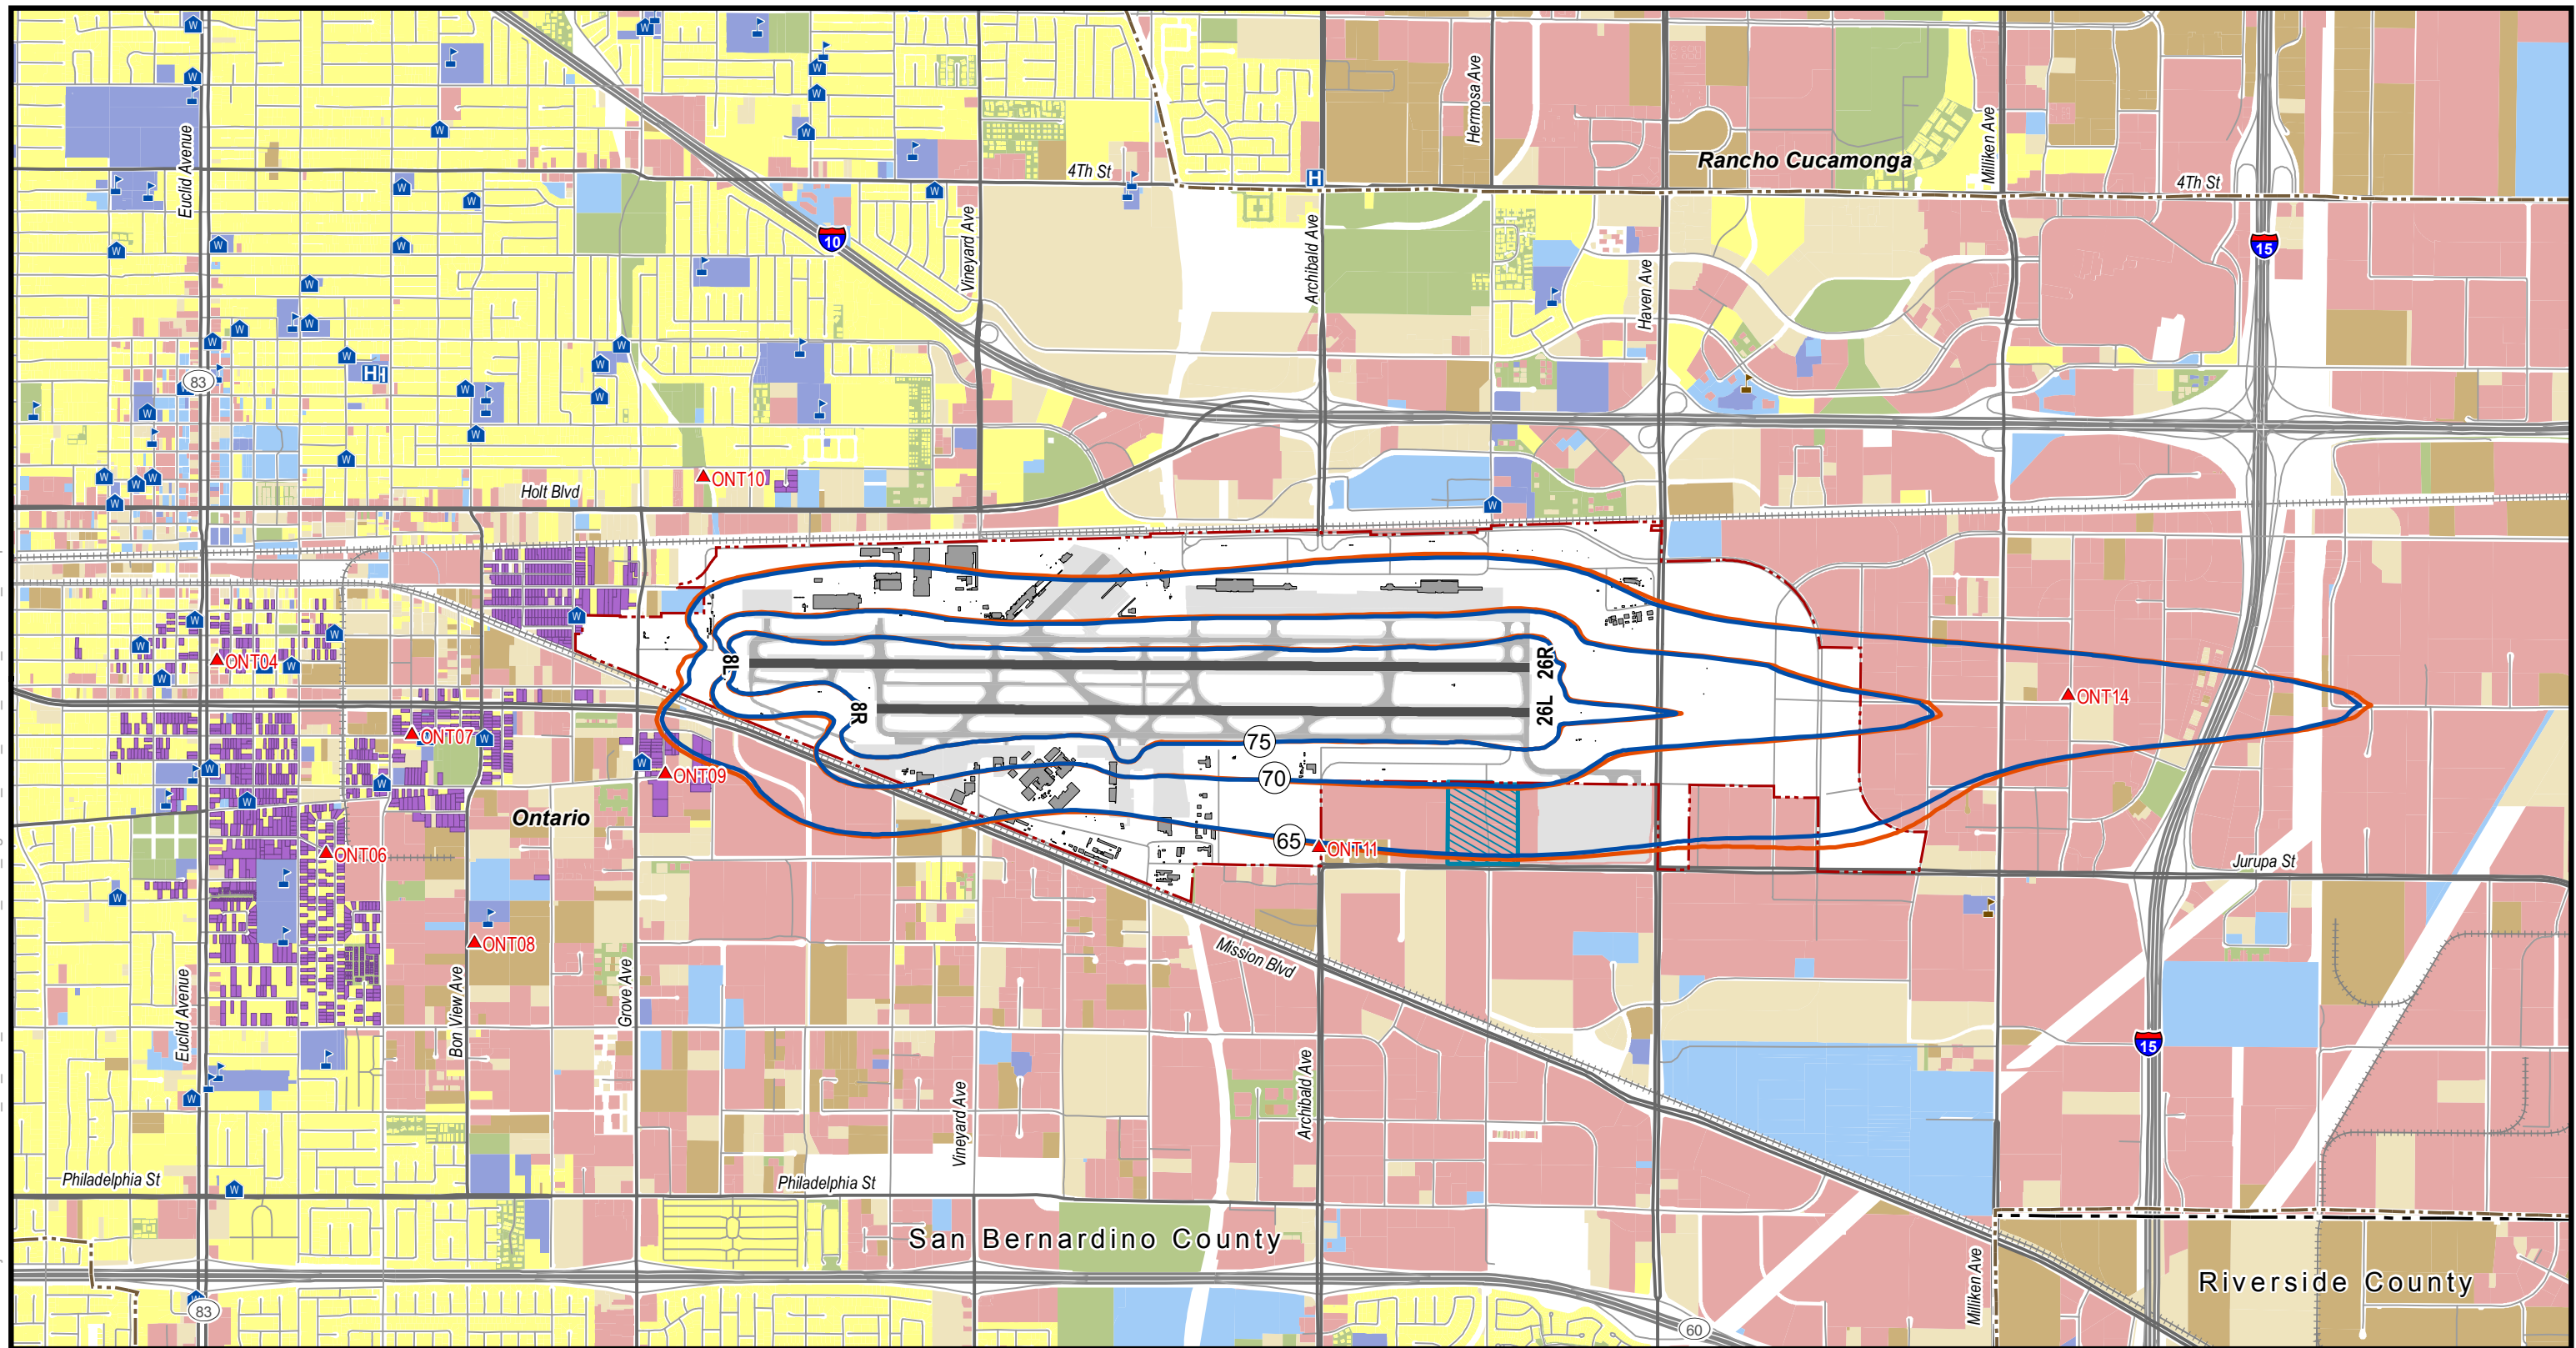 Hermosa Ave
Euclid Avenue
Rancho Cucamonga
Milliken Ave
4Th St
4Th St
H
10
Vineyard Ave
Archibald Ave
15
Haven Ave
83
H
ONT10
Holt Blvd
ONT04
8L
26R
ONT14
8R
26L
ONT07
75
ONT09
70
Ontario
65
ONT11
ONT06
Jurupa St
ONT08
Mission Blvd
Euclid Avenue
Bon View Ave
Grove Ave
15
Vineyard Ave
Archibald Ave
Philadelphia St
Philadelphia St
San Bernardino County
Milliken Ave
Riverside County
83
60